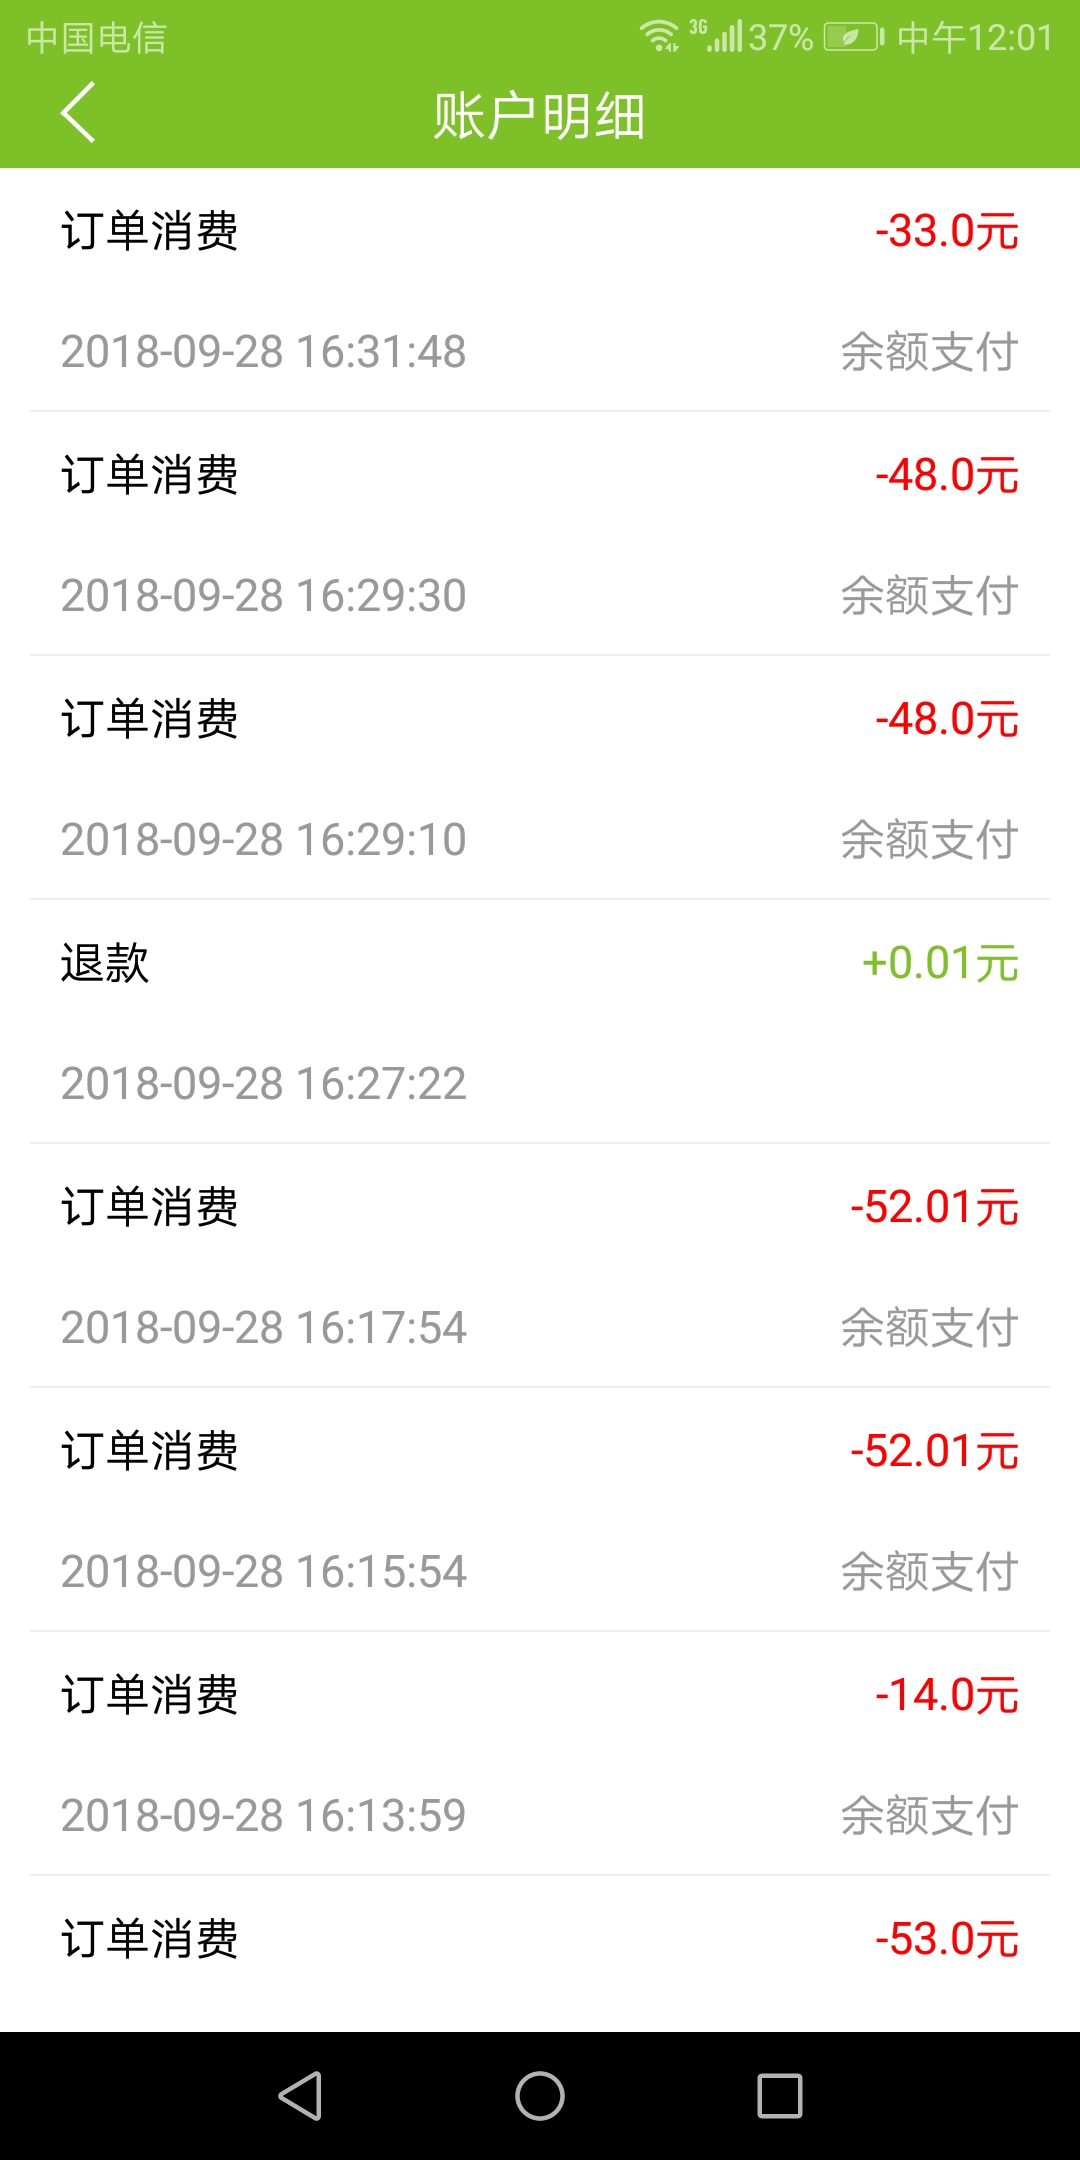 中国电信 3G 37% 中午12:01
账户明细
订单消费 -33.0元
2018-09-28 16:31:48 余额支付
订单消费 -48.0元
2018-09-28 16:29:30 余额支付
订单消费 -48.0元
2018-09-28 16:29:10 余额支付
退款 +0.01元
2018-09-28 16:27:22
订单消费 -52.01元
2018-09-28 16:17:54 余额支付
订单消费 -52.01元
2018-09-28 16:15:54 余额支付
订单消费 -14.0元
2018-09-28 16:13:59 余额支付
订单消费 -53.0元